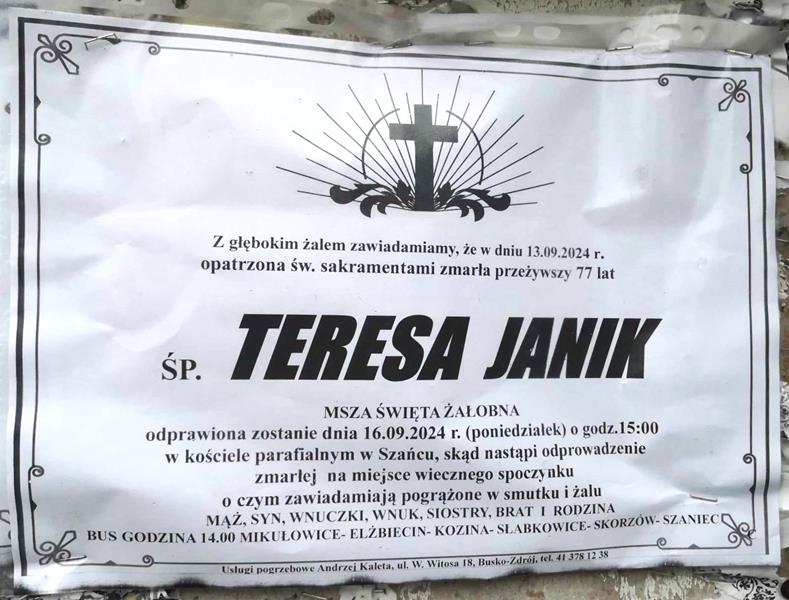 Z głębokim żalem zawiadamiamy, że w dniu 13.09.2024 r.
opatrzona św. sakramentami zmarła przeżywszy 77 lat
ŚP. TERESA JANIK
MSZA ŚWIĘTA ŻAŁOBNA
odprawiona zostanie dnia 16.09.2024 r. (poniedziałek) o godz.15:00
w kościele parafialnym w Szańcu, skąd nastąpi odprowadzenie
zmarłej na miejsce wiecznego spoczynku
o czym zawiadamiają pogrążone w smutku i żalu
MĄŻ, SYN, WNUCZKI, WNUK, SIOSTRY, BRAT I RODZINA
BUS GODZINA 14.00 MIKUŁOWICE- ELŻBIECIN- KOZINA- SŁABKOWICE- SKORZÓW- SZANIEC
Usługi pogrzebowe Andrzej Kaleta, ul. W. Witosa 18, Busko-Zdrój, tel. 41 378 12 38